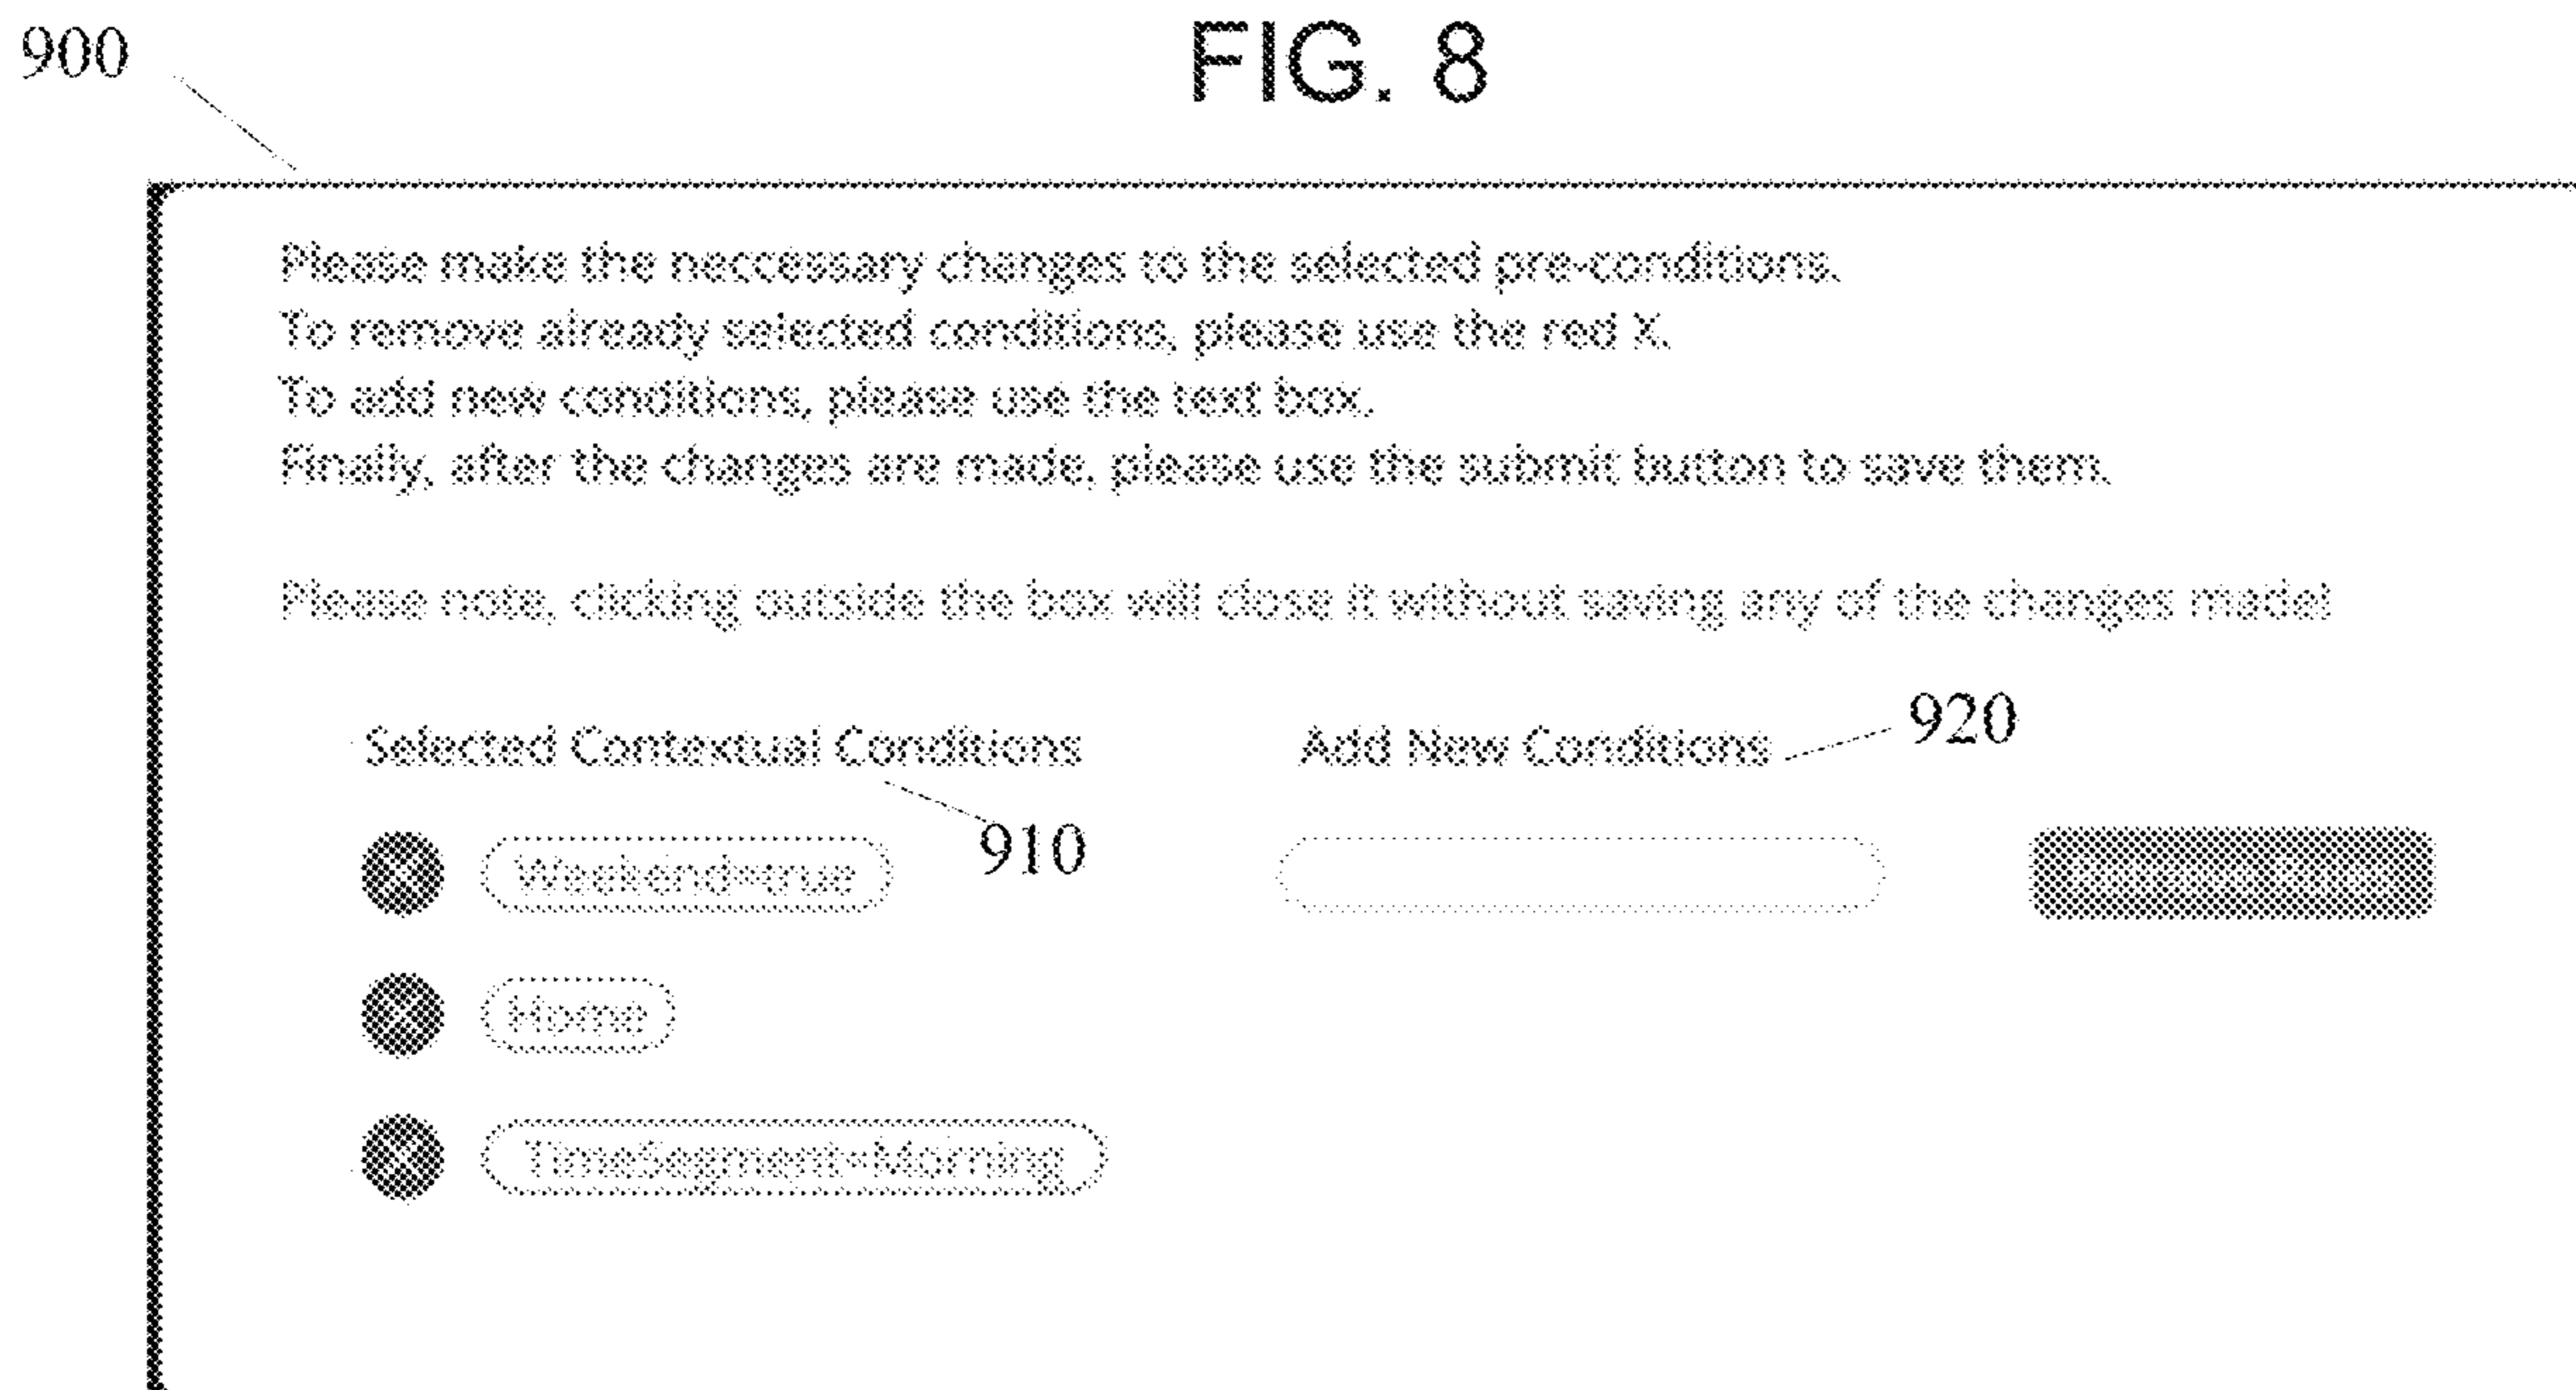 900
FIG. 8
Please make the neccessary changes to the selected pre-conditions.
To remove already selected conditions, please use the red X.
To add new conditions, please use the text box.
Finally, after the changes are made, please use the submit button to save them.
Please note, clicking outside the box will close it without saving any of the changes made!
Selected Contextual Conditions
Add New Conditions
920
910
X Weekend=true
X Home
X TimeSegment=Morning